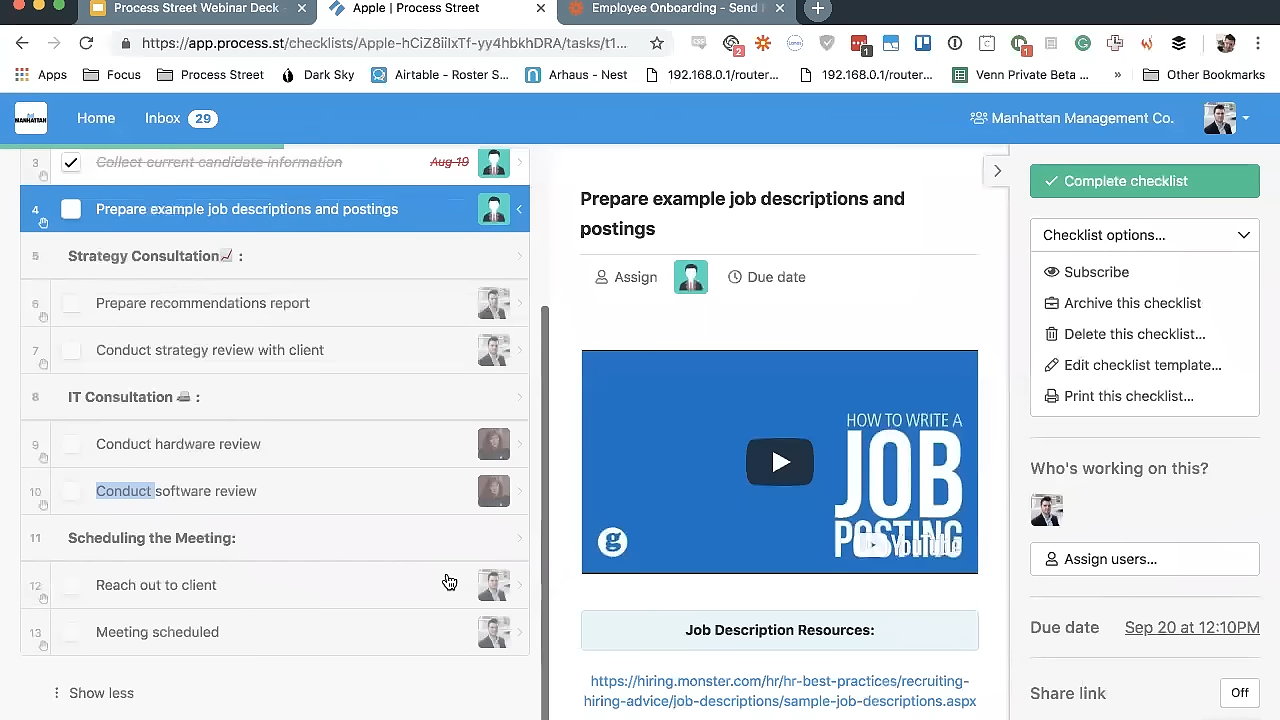 Process Street Webinar Deck -
Apple | Process Street
Employee Onboarding - Send
https://app.process.st/checklists/Apple-hCiZ8iiIxTf-yy4hbkhDRA/tasks/t1...
2
1
1
Apps
Focus
Process Street
Dark Sky
Airtable - Roster S...
Arhaus - Nest
192.168.0.1/router...
192.168.0.1/router...
Venn Private Beta ...
»
Other Bookmarks
MANHATTAN
Home
Inbox 29
Manhattan Management Co.
3 Collect current candidate information Aug 19
4 Prepare example job descriptions and postings
5 Strategy Consultation :
6 Prepare recommendations report
7 Conduct strategy review with client
8 IT Consultation :
9 Conduct hardware review
10 Conduct software review
11 Scheduling the Meeting:
12 Reach out to client
13 Meeting scheduled
Show less
Prepare example job descriptions and
postings
Assign
Due date
HOW TO WRITE A
JOB
POSTING
g
YouTube
Job Description Resources:
https://hiring.monster.com/hr/hr-best-practices/recruiting-
hiring-advice/job-descriptions/sample-job-descriptions.aspx
Complete checklist
Checklist options...
Subscribe
Archive this checklist
Delete this checklist...
Edit checklist template...
Print this checklist...
Who's working on this?
Assign users...
Due date Sep 20 at 12:10PM
Share link Off